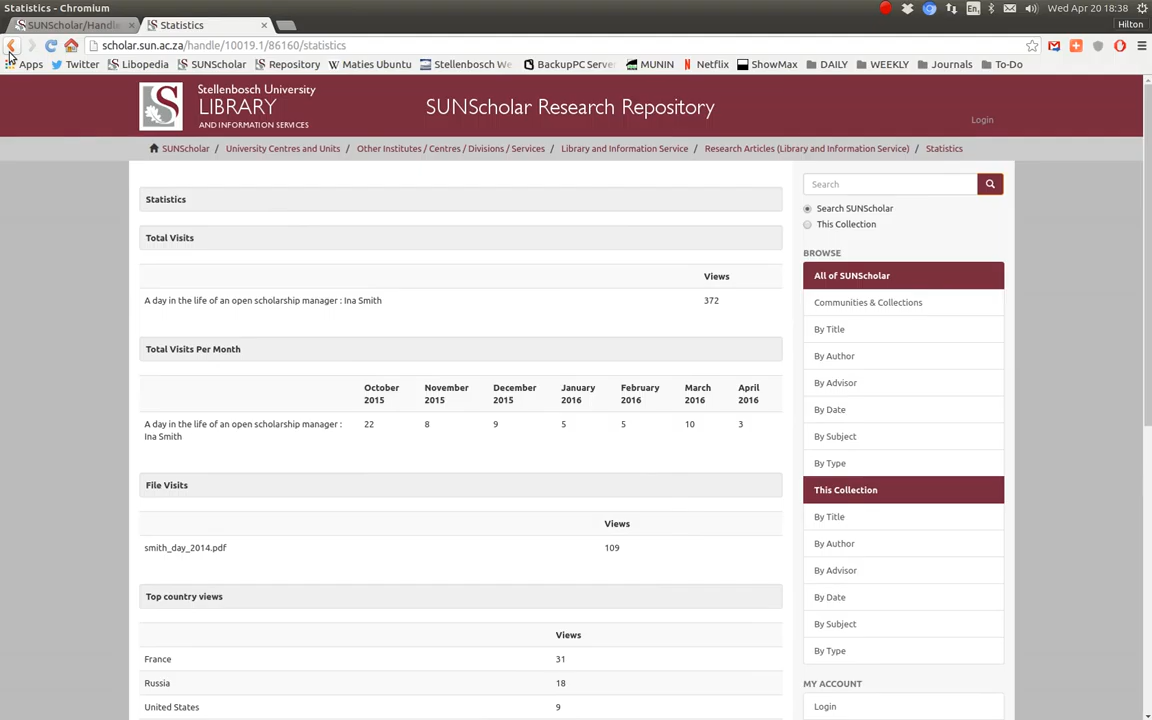 Statistics - Chromium
En
Wed Apr 20 18:38
SUNScholar/Handle
Statistics
Hilton
scholar.sun.ac.za/handle/10019.1/86160/statistics
Apps
Twitter
Libopedia
SUNScholar
Repository
Maties Ubuntu
Stellenbosch We
BackupPC Server
MUNIN
Netflix
ShowMax
DAILY
WEEKLY
Journals
To-Do
Stellenbosch University
LIBRARY
AND INFORMATION SERVICES
SUNScholar Research Repository
Login
SUNScholar / University Centres and Units / Other Institutes / Centres / Divisions / Services / Library and Information Service / Research Articles (Library and Information Service) / Statistics
Statistics
Total Visits
Views
A day in the life of an open scholarship manager : Ina Smith 372
Total Visits Per Month
October 2015 November 2015 December 2015 January 2016 February 2016 March 2016 April 2016
A day in the life of an open scholarship manager : Ina Smith 22 8 9 5 5 10 3
File Visits
Views
smith_day_2014.pdf 109
Top country views
Views
France 31
Russia 18
United States 9
Search
Search SUNScholar
This Collection
BROWSE
All of SUNScholar
Communities & Collections
By Title
By Author
By Advisor
By Date
By Subject
By Type
This Collection
By Title
By Author
By Advisor
By Date
By Subject
By Type
MY ACCOUNT
Login